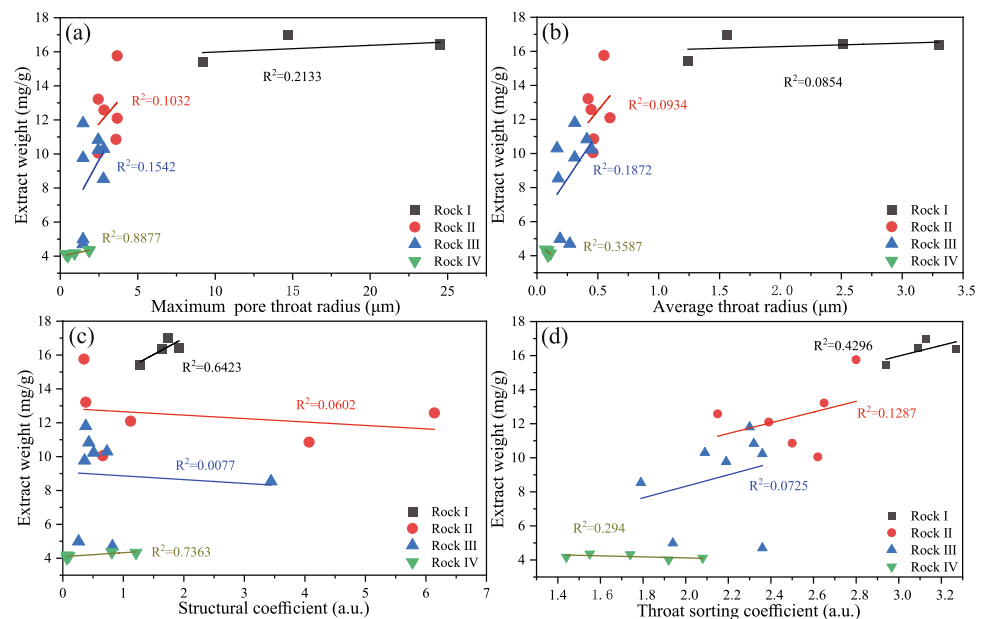 (a)
Extract weight (mg/g)
18
16
14
12
10
8
6
4
R²=0.2133
R²=0.1032
R²=0.1542
R²=0.8877
Rock I
Rock II
Rock III
Rock IV
0 5 10 15 20 25
Maximum pore throat radius (μm)
(b)
Extract weight (mg/g)
18
16
14
12
10
8
6
4
R²=0.0854
R²=0.0934
R²=0.1872
R²=0.3587
Rock I
Rock II
Rock III
Rock IV
0.0 0.5 1.0 1.5 2.0 2.5 3.0 3.5
Average throat radius (μm)
(c)
Extract weight (mg/g)
18
16
14
12
10
8
6
4
R²=0.6423
R²=0.0602
R²=0.0077
R²=0.7363
Rock I
Rock II
Rock III
Rock IV
0 1 2 3 4 5 6 7
Structural coefficient (a.u.)
(d)
Extract weight (mg/g)
18
16
14
12
10
8
6
4
R²=0.4296
R²=0.1287
R²=0.0725
R²=0.294
Rock I
Rock II
Rock III
Rock IV
1.4 1.6 1.8 2.0 2.2 2.4 2.6 2.8 3.0 3.2
Throat sorting coefficient (a.u.)